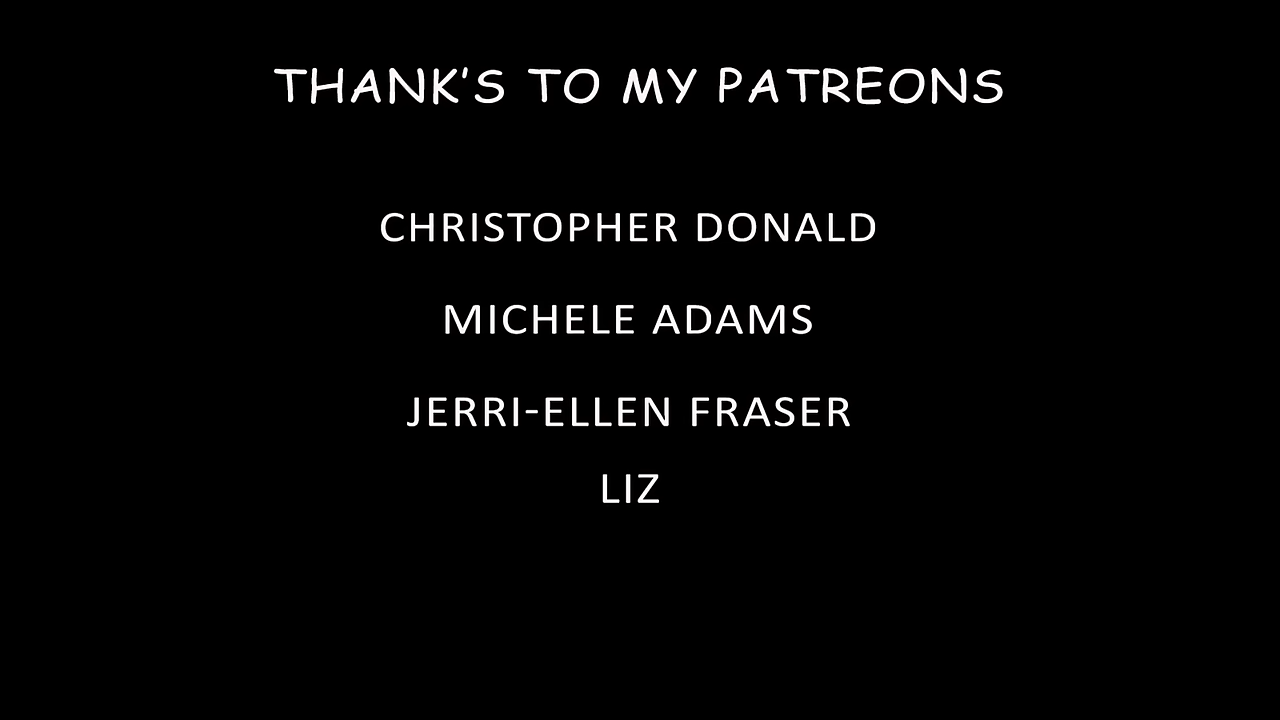 THANK'S TO MY PATREONS
CHRISTOPHER DONALD
MICHELE ADAMS
JERRI-ELLEN FRASER
LIZ